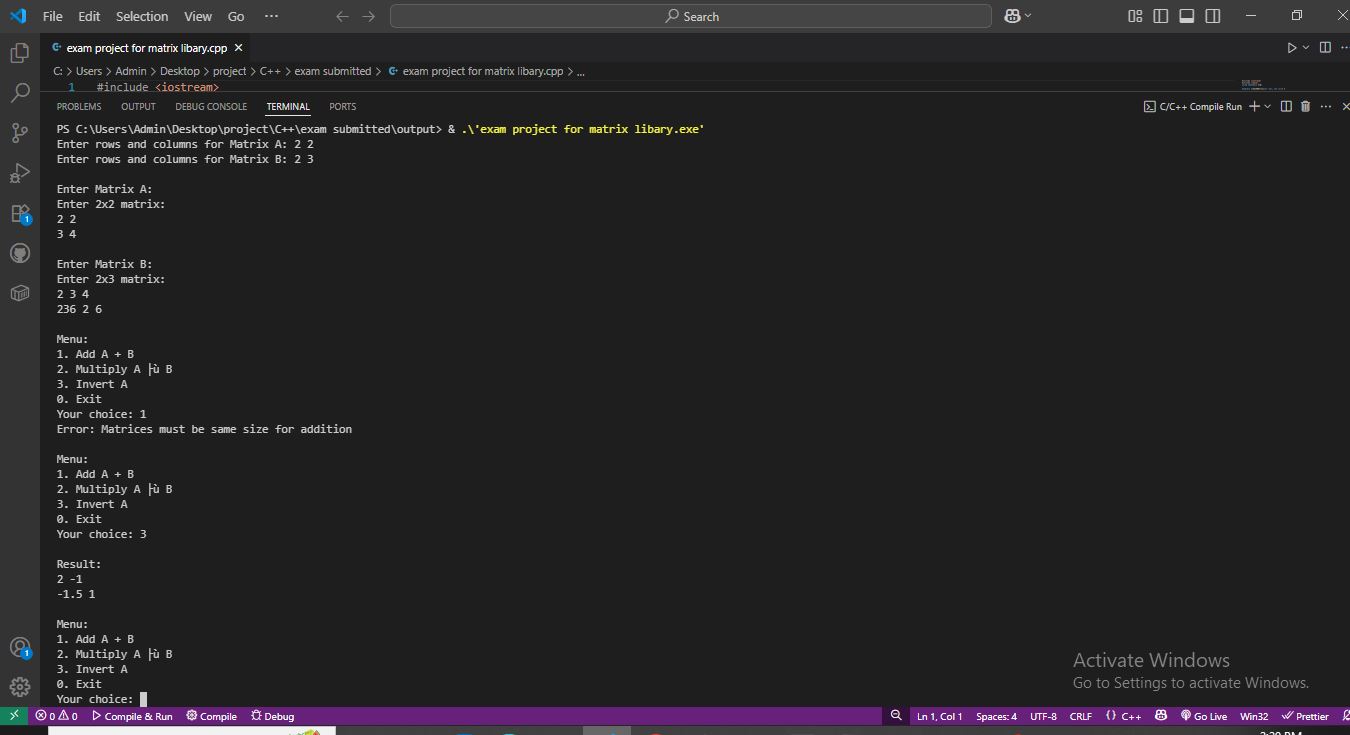 File Edit Selection View Go ··· Search
exam project for matrix libary.cpp
C: > Users > Admin > Desktop > project > C++ > exam submitted > exam project for matrix libary.cpp > ...
1 #include <iostream>
PROBLEMS OUTPUT DEBUG CONSOLE TERMINAL PORTS C/C++ Compile Run
PS C:\Users\Admin\Desktop\project\C++\exam submitted\output> & .\'exam project for matrix libary.exe'
Enter rows and columns for Matrix A: 2 2
Enter rows and columns for Matrix B: 2 3
Enter Matrix A:
Enter 2x2 matrix:
2 2
3 4
Enter Matrix B:
Enter 2x3 matrix:
2 3 4
236 2 6
Menu:
1. Add A + B
2. Multiply A ├ù B
3. Invert A
0. Exit
Your choice: 1
Error: Matrices must be same size for addition
Menu:
1. Add A + B
2. Multiply A ├ù B
3. Invert A
0. Exit
Your choice: 3
Result:
2 -1
-1.5 1
Menu:
1. Add A + B
2. Multiply A ├ù B
3. Invert A
0. Exit
Your choice:
Activate Windows
Go to Settings to activate Windows.
1
1
0 0 Compile & Run Compile Debug Ln 1, Col 1 Spaces: 4 UTF-8 CRLF {} C++ Go Live Win32 Prettier